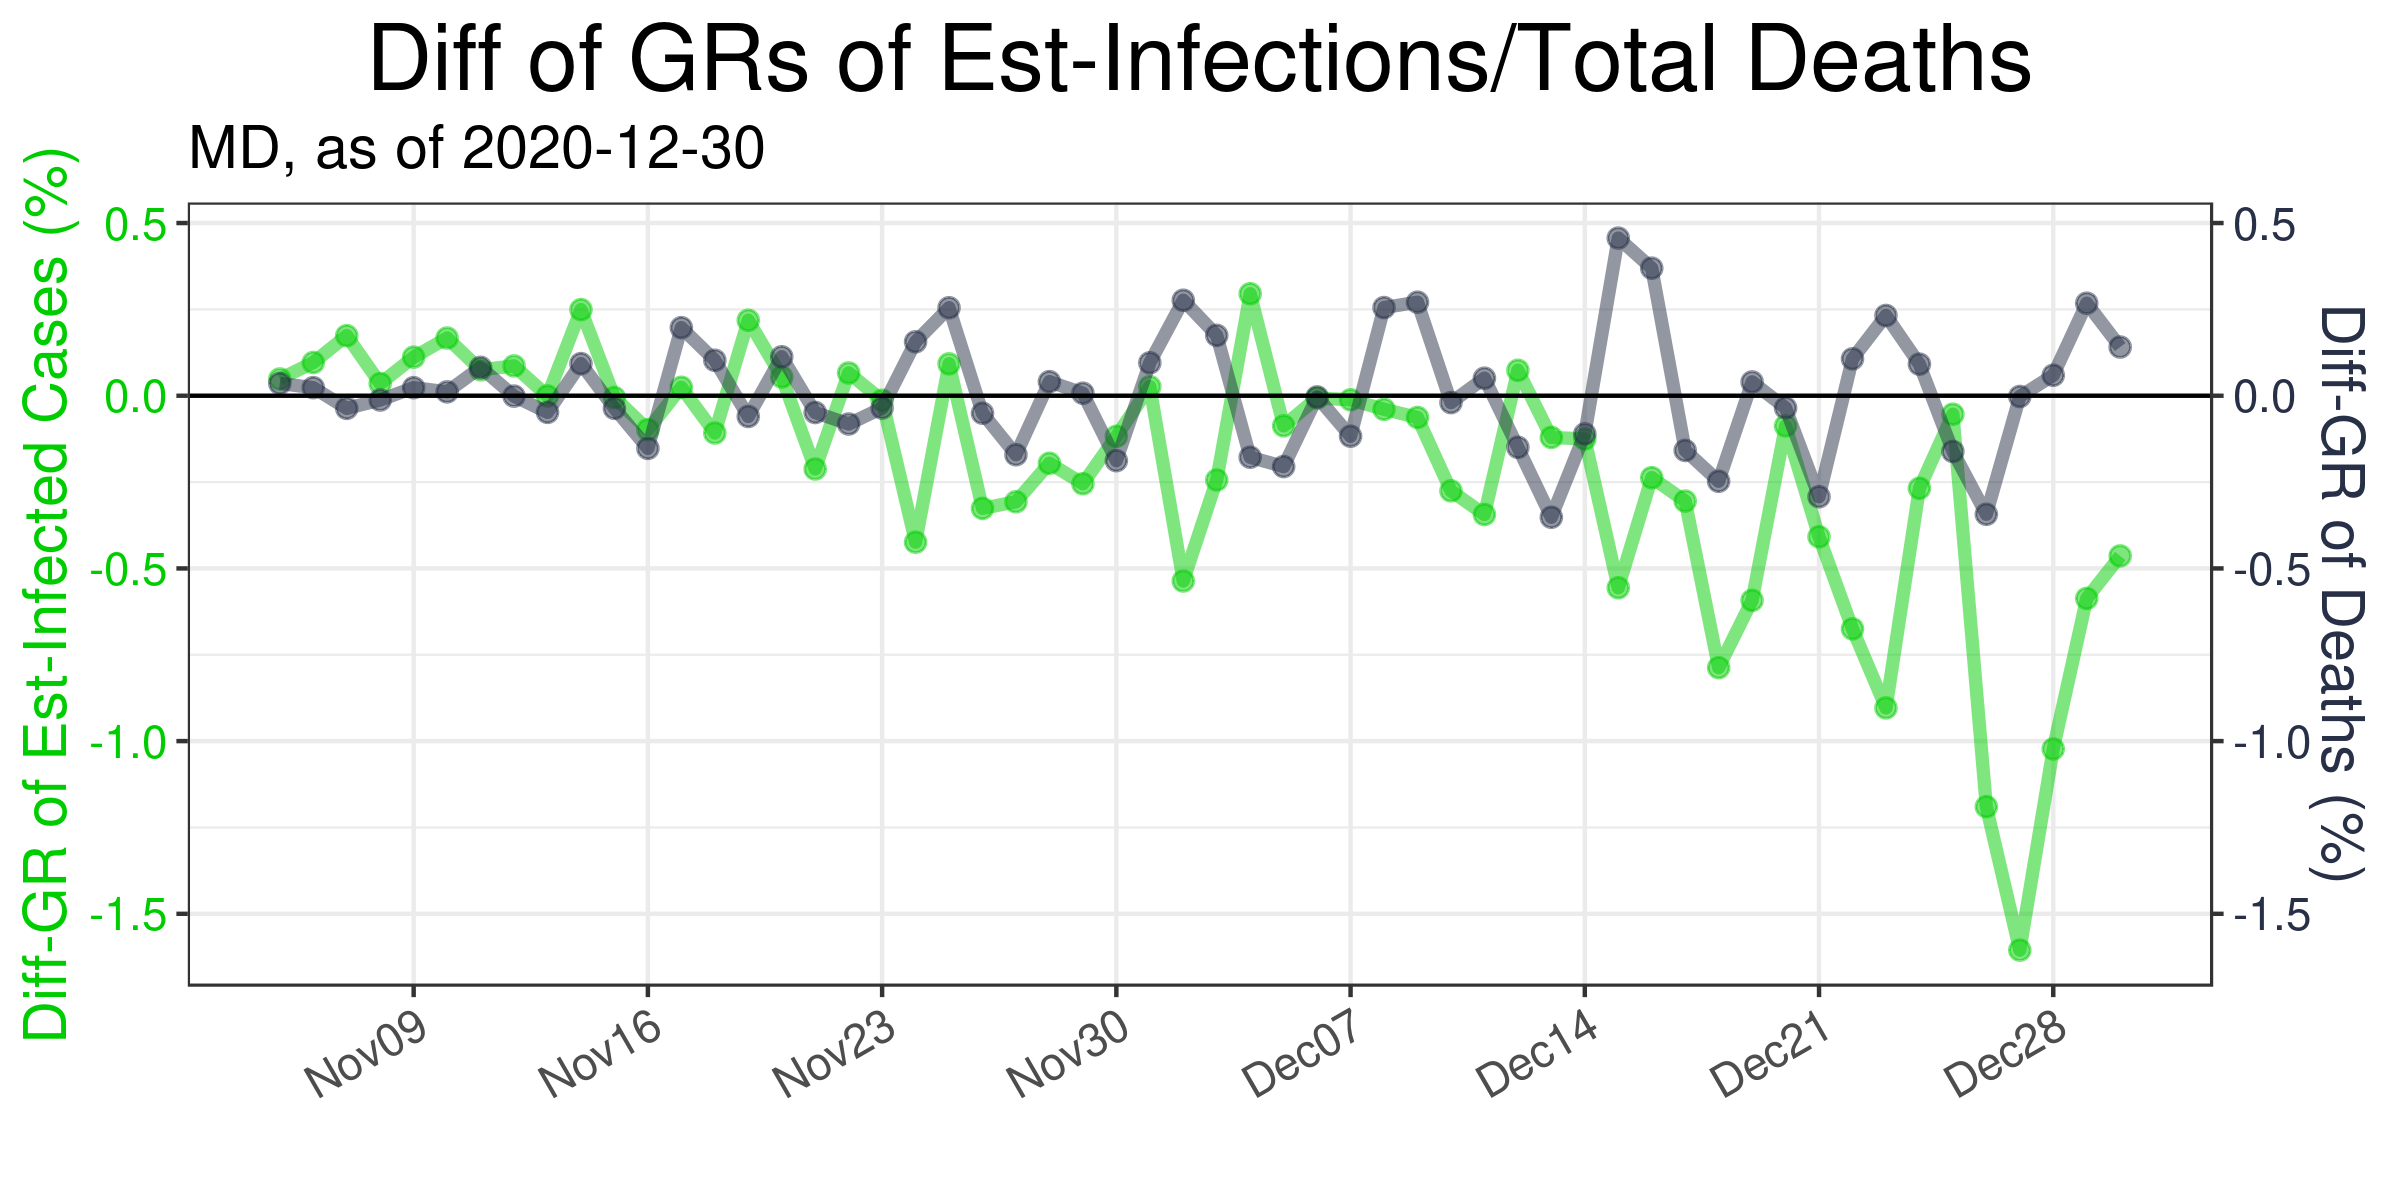 Diff of GRs of Est-Infections/Total Deaths
MD, as of 2020-12-30
Diff-GR of Est-Infected Cases (%)
0.5
0.0
-0.5
-1.0
-1.5
0.5
0.0
-0.5
-1.0
-1.5
Diff-GR of Deaths (%)
Nov09
Nov16
Nov23
Nov30
Dec07
Dec14
Dec21
Dec28